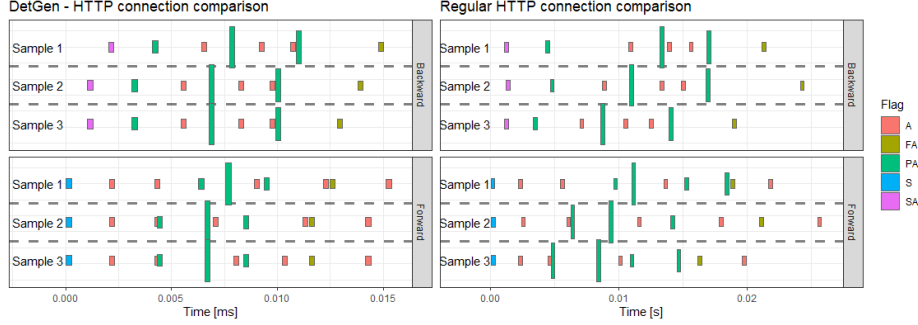 DetGen - HTTP connection comparison
Regular HTTP connection comparison
Sample 1
Sample 2
Sample 3
Backward
Sample 1
Sample 2
Sample 3
Backward
Sample 1
Sample 2
Sample 3
Forward
Sample 1
Sample 2
Sample 3
Forward
Flag
A
FA
PA
S
SA
0.000
0.005
0.010
0.015
0.00
0.01
0.02
Time [ms]
Time [s]